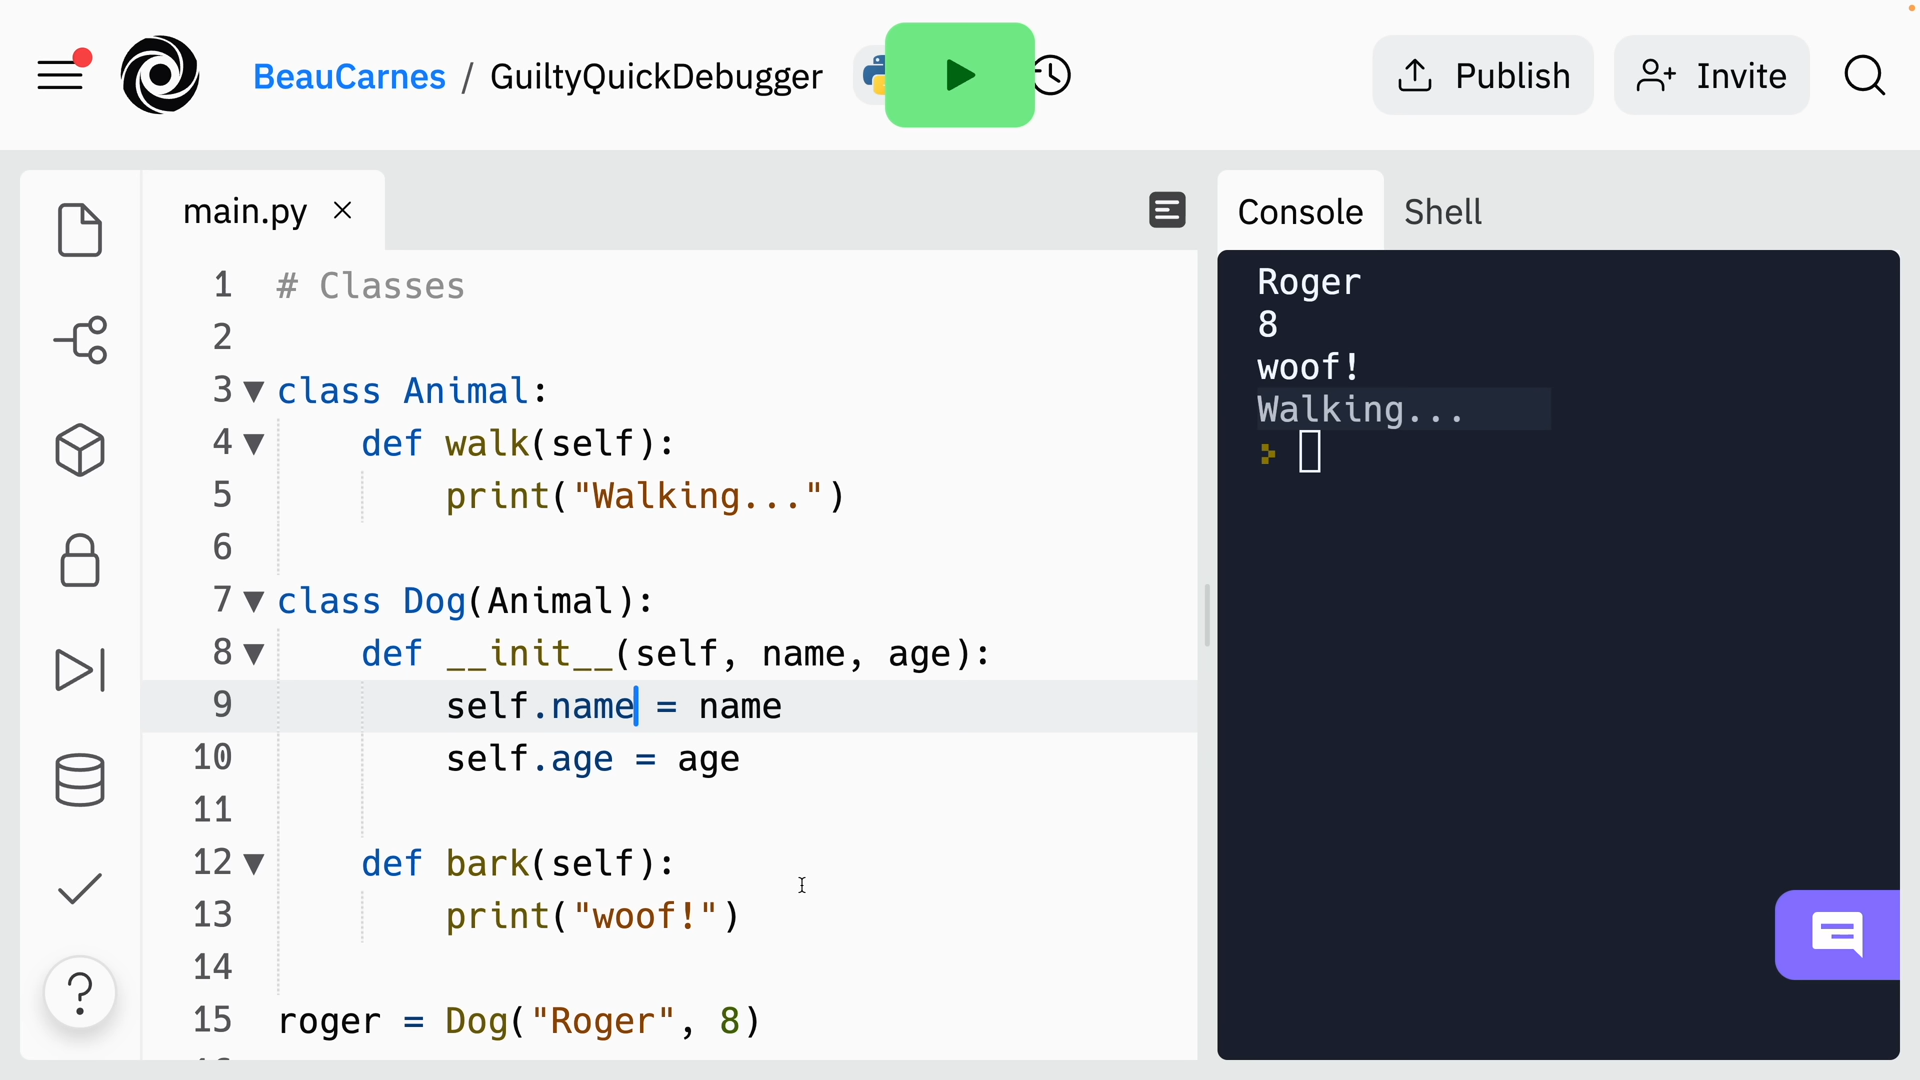 BeauCarnes / GuiltyQuickDebugger
Publish
Invite
main.py
Console
Shell
1 # Classes
2
3 class Animal:
4 def walk(self):
5 print("Walking...")
6
7 class Dog(Animal):
8 def __init__(self, name, age):
9 self.name = name
10 self.age = age
11
12 def bark(self):
13 print("woof!")
14
15 roger = Dog("Roger", 8)
Roger
8
woof!
Walking...
?